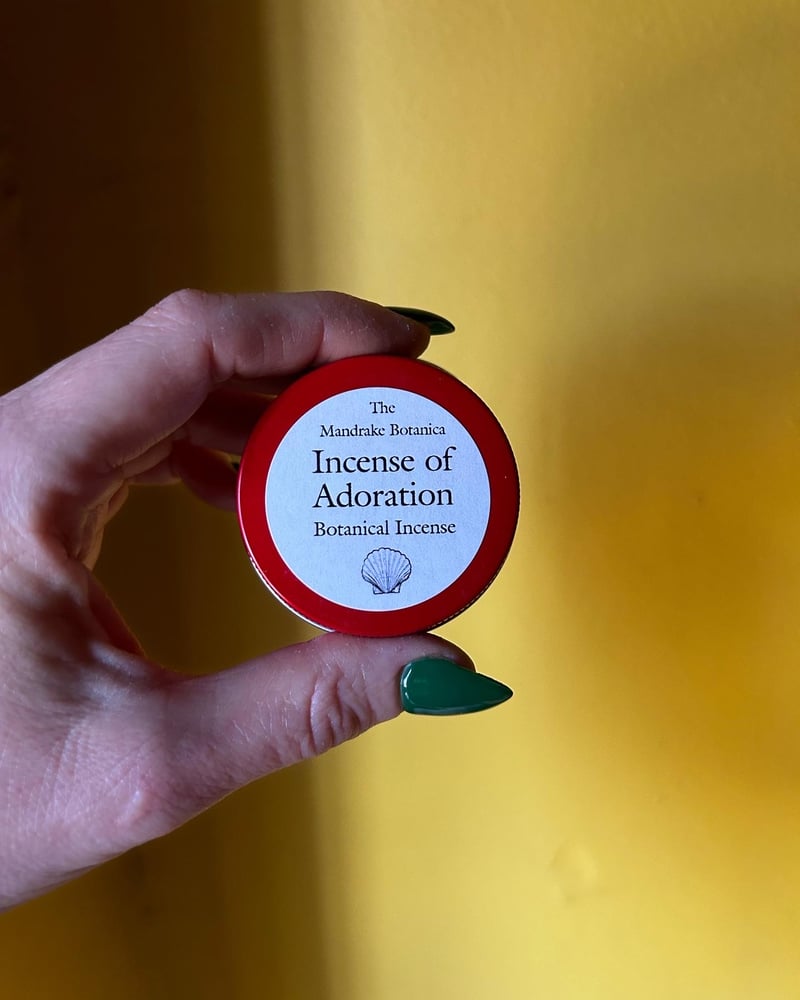 The
Mandrake Botanica
Incense of
Adoration
Botanical Incense